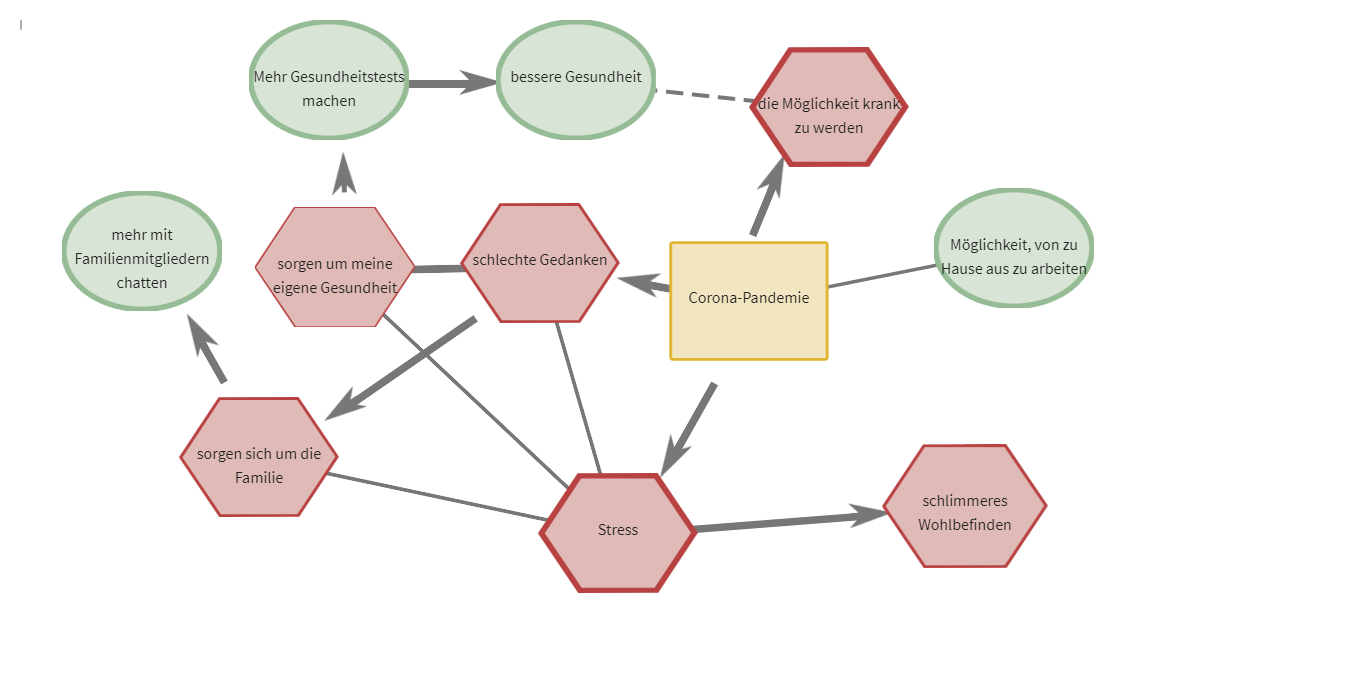 Mehr Gesundheitstests
machen
bessere Gesundheit
die Möglichkeit krank
zu werden
mehr mit
Familienmitgliedern
chatten
sorgen um meine
eigene Gesundheit
schlechte Gedanken
Corona-Pandemie
Möglichkeit, von zu
Hause aus zu arbeiten
sorgen sich um die
Familie
Stress
schlimmeres
Wohlbefinden